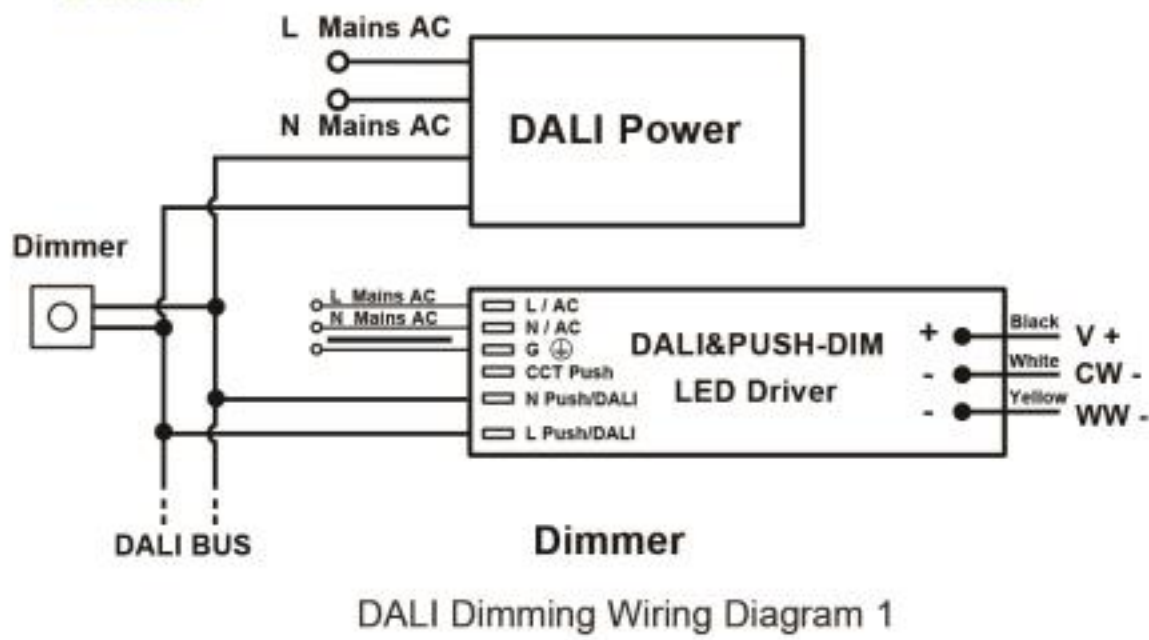 L Mains AC
N Mains AC
DALI Power
Dimmer
L Mains AC
N Mains AC
L / AC
N / AC
G
CCT Push
N Push/DALI
L Push/DALI
DALI&PUSH-DIM
LED Driver
+
-
-
Black
White
Yellow
V +
CW -
WW -
DALI BUS
Dimmer
DALI Dimming Wiring Diagram 1